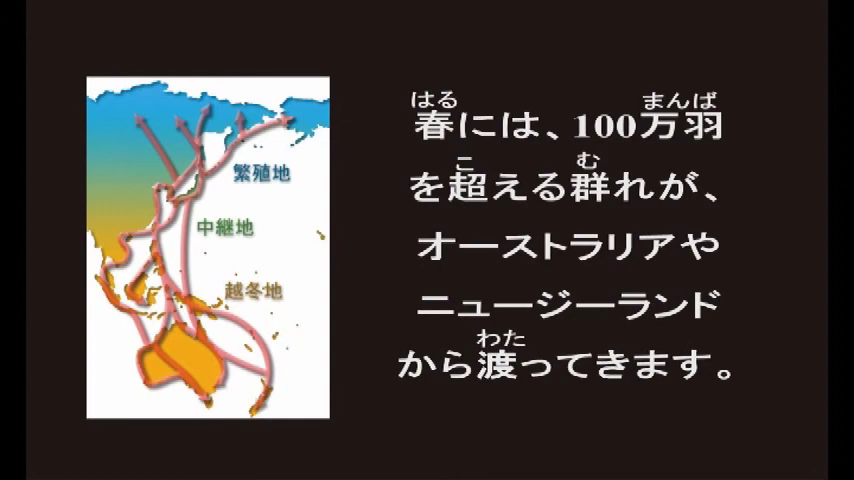 繁殖地
中継地
越冬地
はる まんば
春には、100万羽
こ む
を超える群れが、
オーストラリアや
ニュージーランド
わた
から渡ってきます。